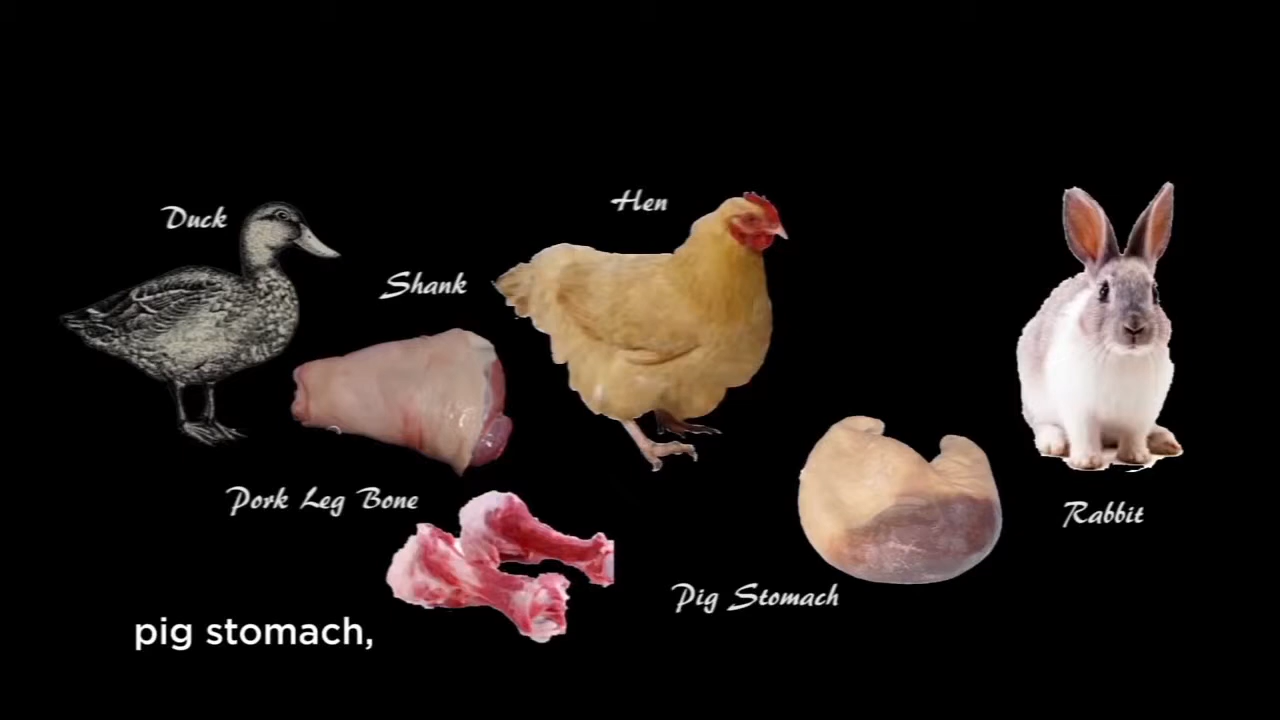 Hen
Duck
Shank
Pork Leg Bone
Rabbit
Pig Stomach
pig stomach,